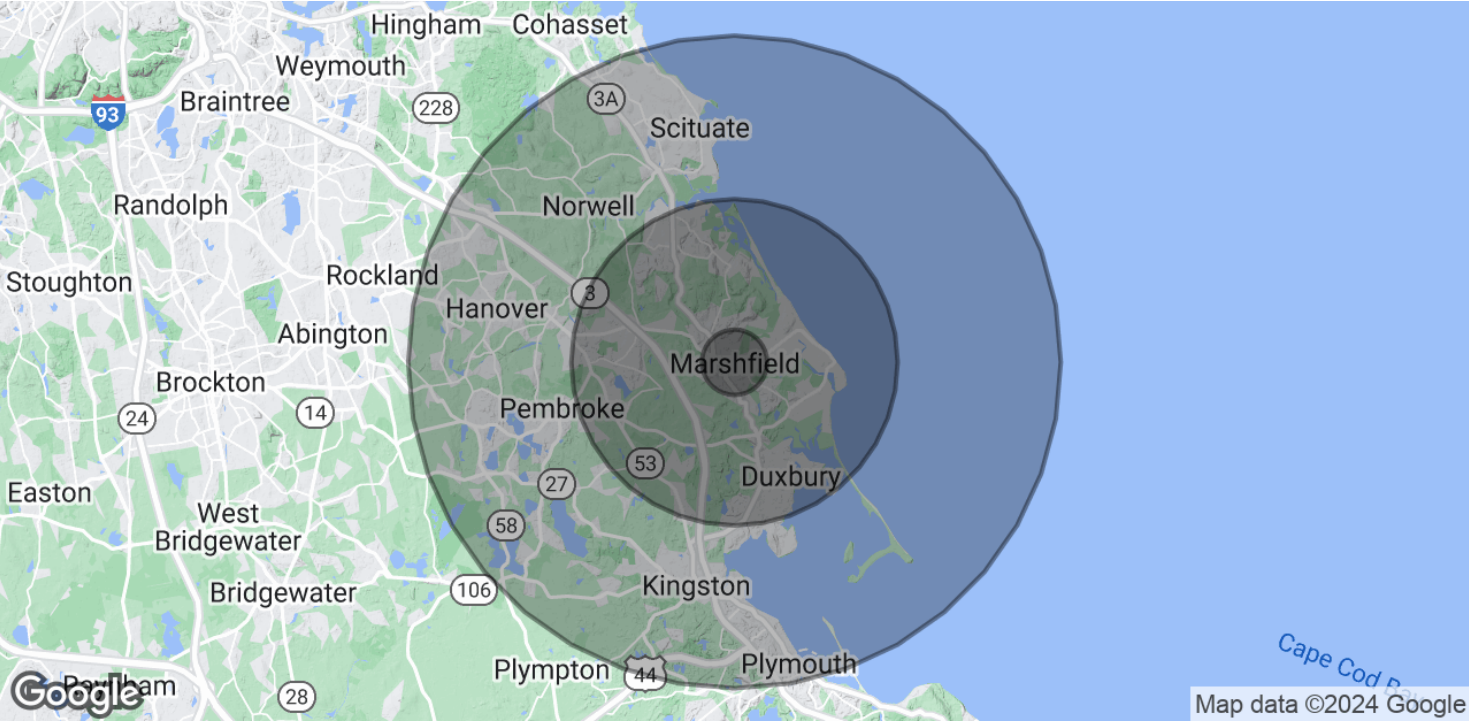 Hingham
Cohasset
Weymouth
Braintree
93
228
3A
Scituate
Randolph
Norwell
Stoughton
Rockland
3
Hanover
Abington
Marshfield
Brockton
24
14
Pembroke
53
Duxbury
27
Easton
58
West
Bridgewater
Kingston
106
Bridgewater
Plymouth
Plympton
44
28
Cape Cod Bay
Google
Map data ©2024 Google